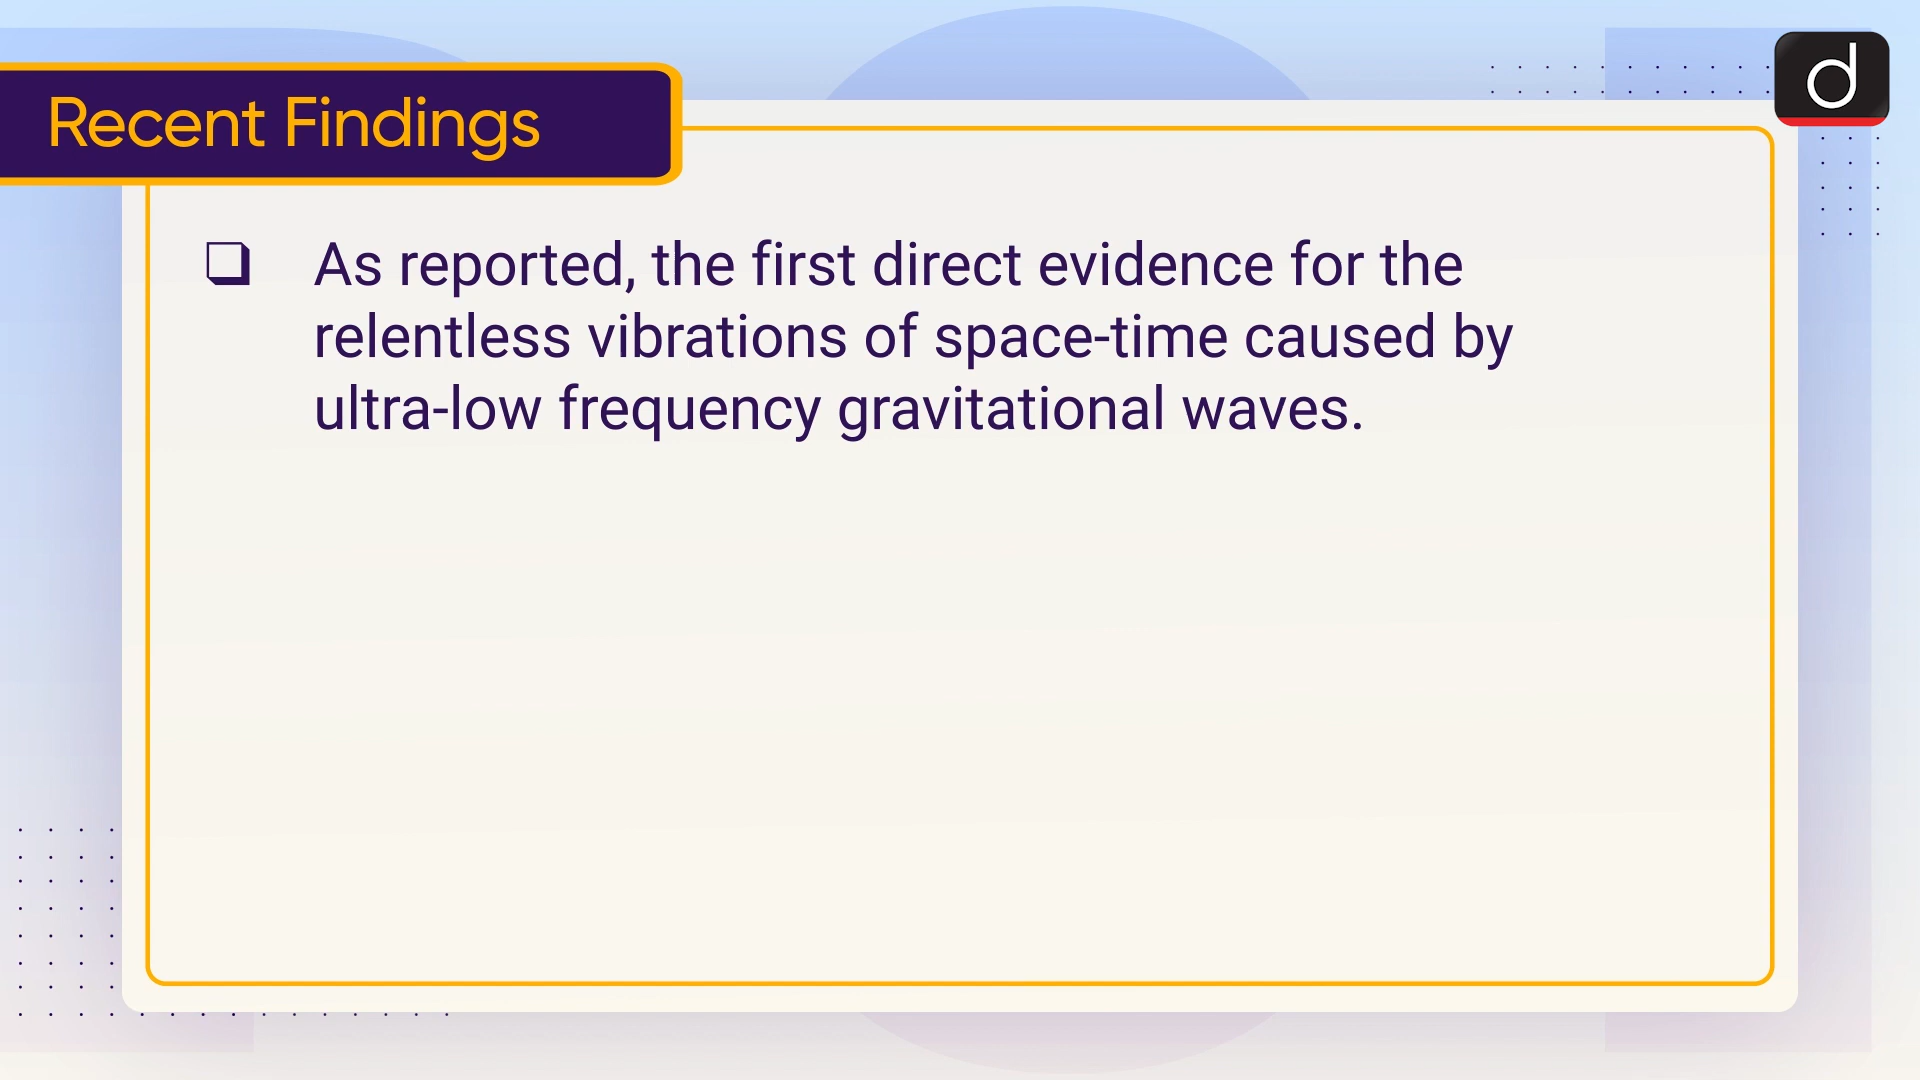 Recent Findings
d
❑ As reported, the first direct evidence for the
relentless vibrations of space-time caused by
ultra-low frequency gravitational waves.